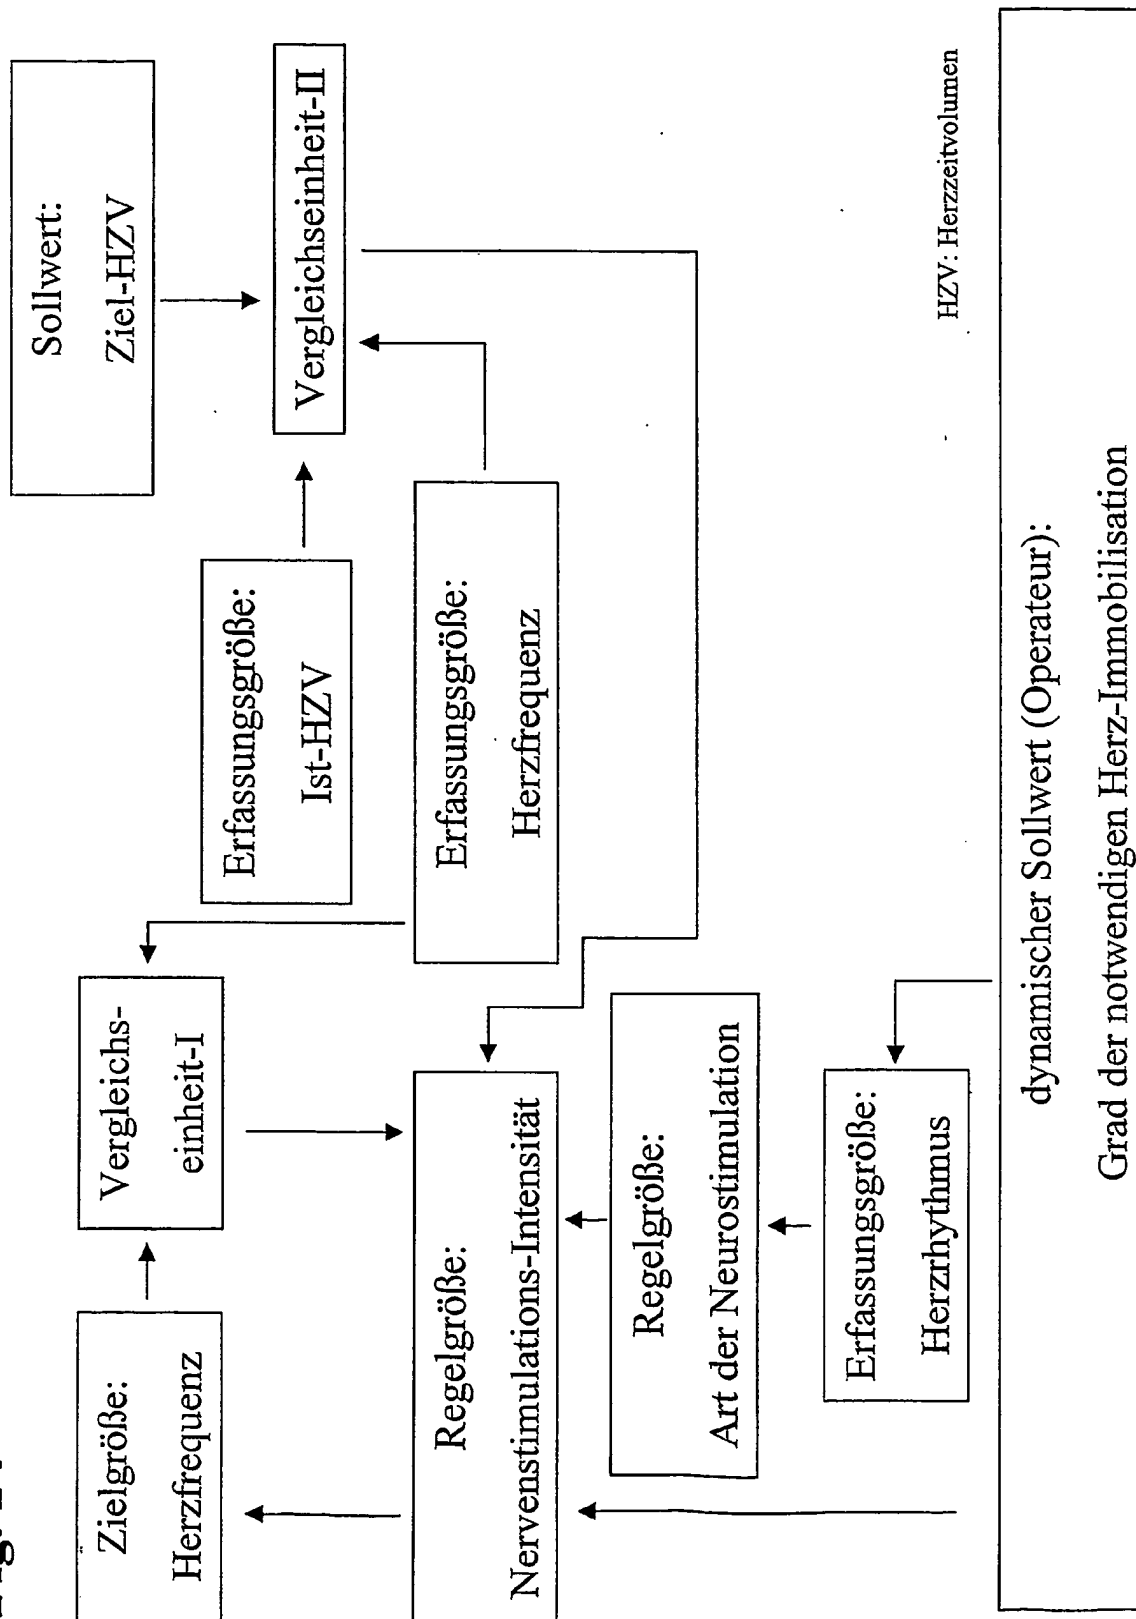 Fig.
Zielgröße:
Herzfrequenz
Vergleichs-
einheit-I
Sollwert:
Ziel-HZV
Erfassungsgröße:
Ist-HZV
Vergleichseinheit-II
Regelgröße:
Nervenstimulations-Intensität
Erfassungsgröße:
Herzfrequenz
Regelgröße:
Art der Neurostimulation
Erfassungsgröße:
Herzrhythmus
HZV: Herzzeitvolumen
dynamischer Sollwert (Operateur):
Grad der notwendigen Herz-Immobilisation